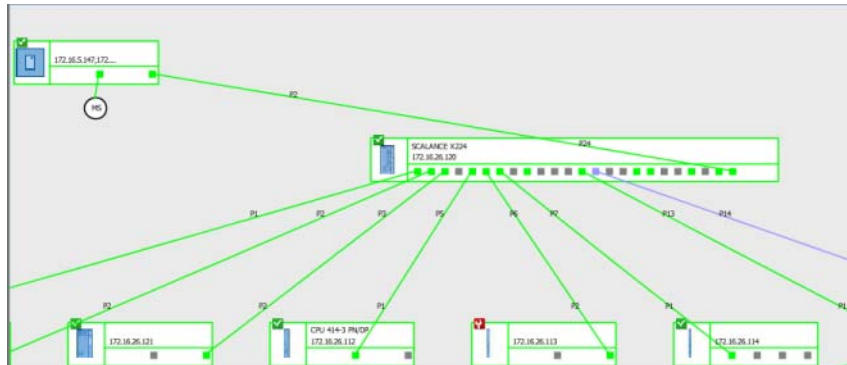 172.16.5.147,172....
MS
P2
SCALANCE X224
172.16.26.120
P24
P1
P2
P3
P5
P6
P7
P13
P14
P2
P2
P1
P2
P1
P1
172.16.26.121
CPU 414-3 PN/DP
172.16.26.112
172.16.26.113
172.16.26.114